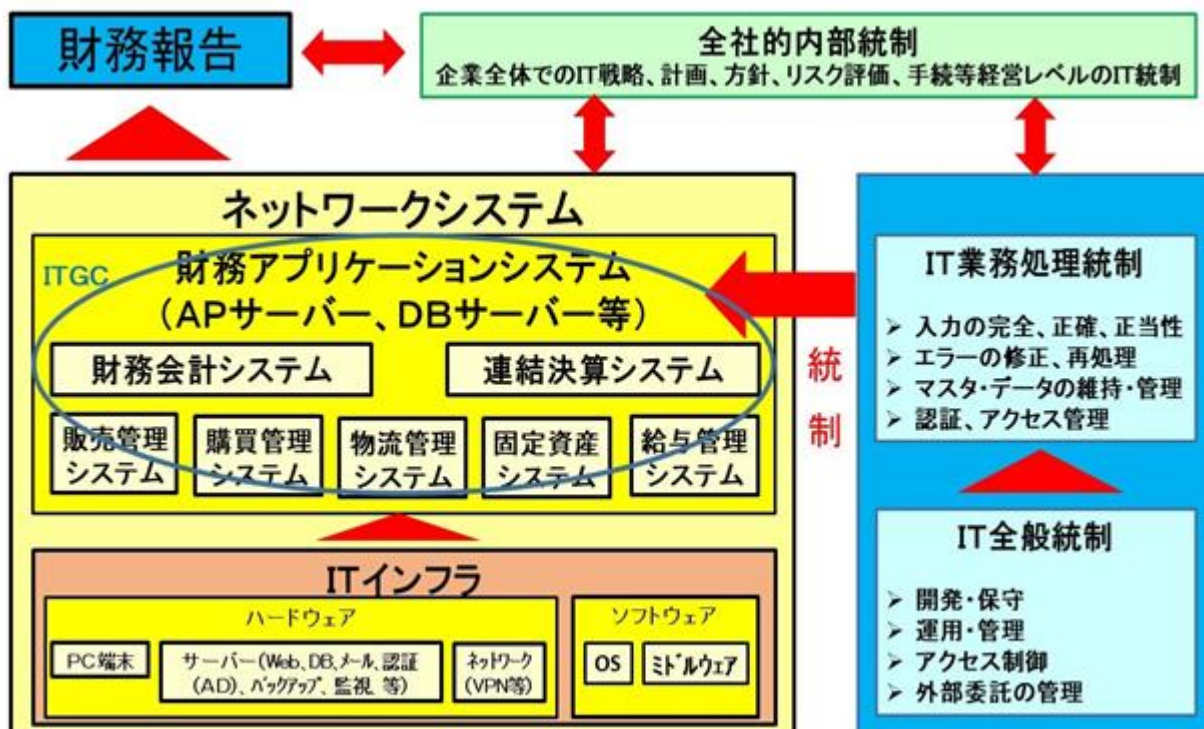 財務報告
全社的内部統制
企業全体でのIT戦略、計画、方針、リスク評価、手続等経営レベルのIT統制
ネットワークシステム
ITGC
財務アプリケーションシステム
(APサーバー、DBサーバー等)
財務会計システム
連結決算システム
販売管理
システム
購買管理
システム
物流管理
システム
固定資産
システム
給与管理
システム
ITインフラ
ハードウェア
PC端末
サーバー(Web、DB、メール、認証
(AD)、バックアップ、監視、等)
ネットワーク
(VPN等)
ソフトウェア
OS
ミドルウェア
統
制
IT業務処理統制
➢ 入力の完全、正確、正当性
➢ エラーの修正、再処理
➢ マスタ・データの維持・管理
➢ 認証、アクセス管理
IT全般統制
➢ 開発・保守
➢ 運用・管理
➢ アクセス制御
➢ 外部委託の管理